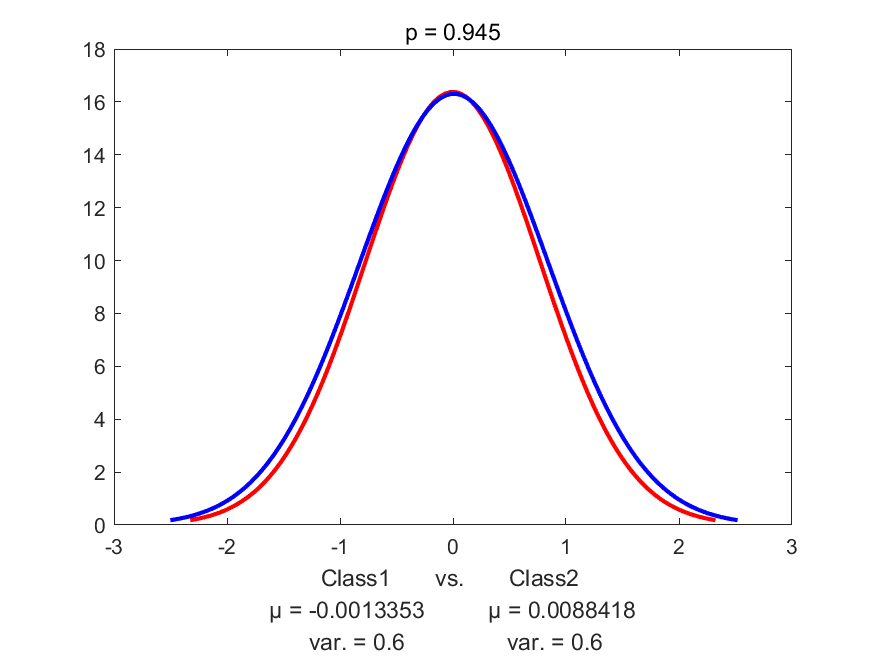 p = 0.945
18
16
14
12
10
8
6
4
2
0
-3 -2 -1 0 1 2 3
Class1 vs. Class2
μ = -0.0013353 μ = 0.0088418
var. = 0.6 var. = 0.6